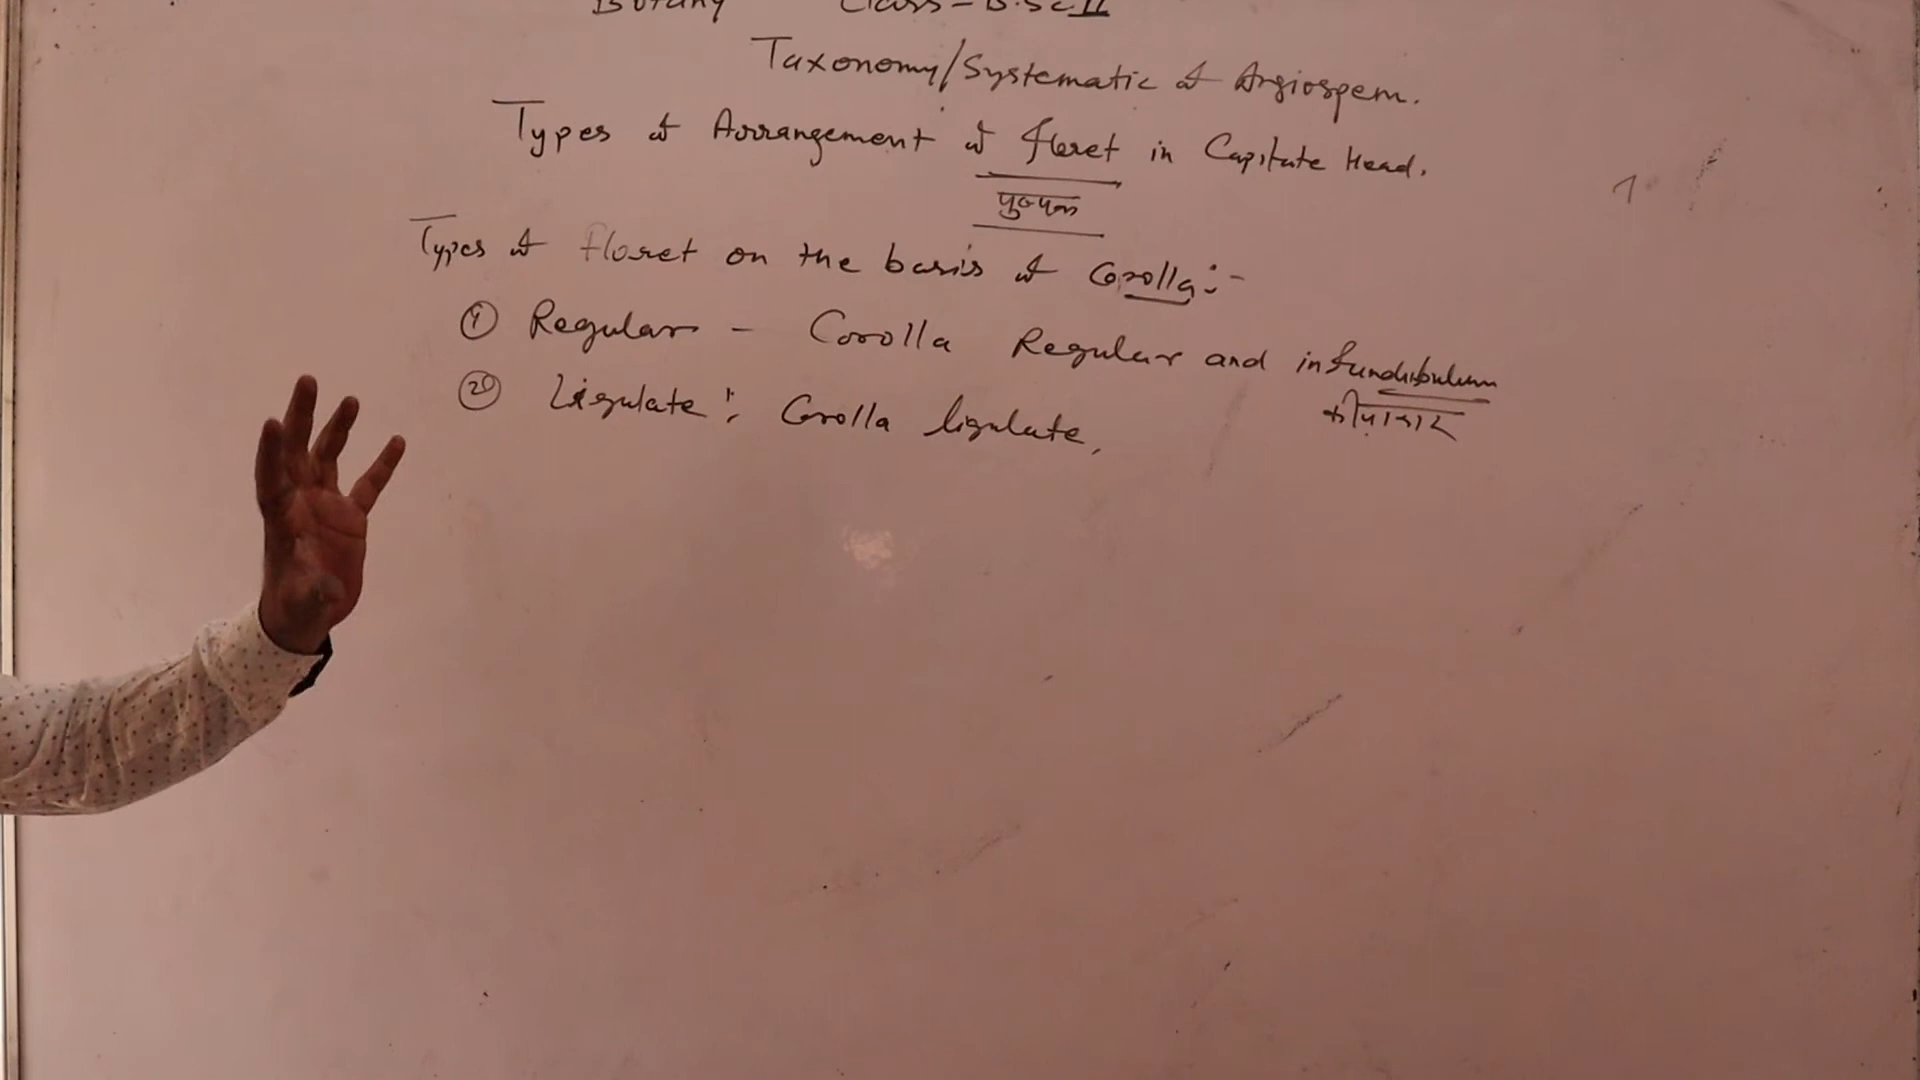 Botany Class - B.Sc II
Taxonomy/Systematic of Angiosperm.
Types of Arrangement of floret in Capitate Head.
पुष्पक
Types of floret on the basis of Corolla :-
① Regular - Corolla Regular and infundibulum
कीपाकार
② Ligulate : Corolla ligulate,